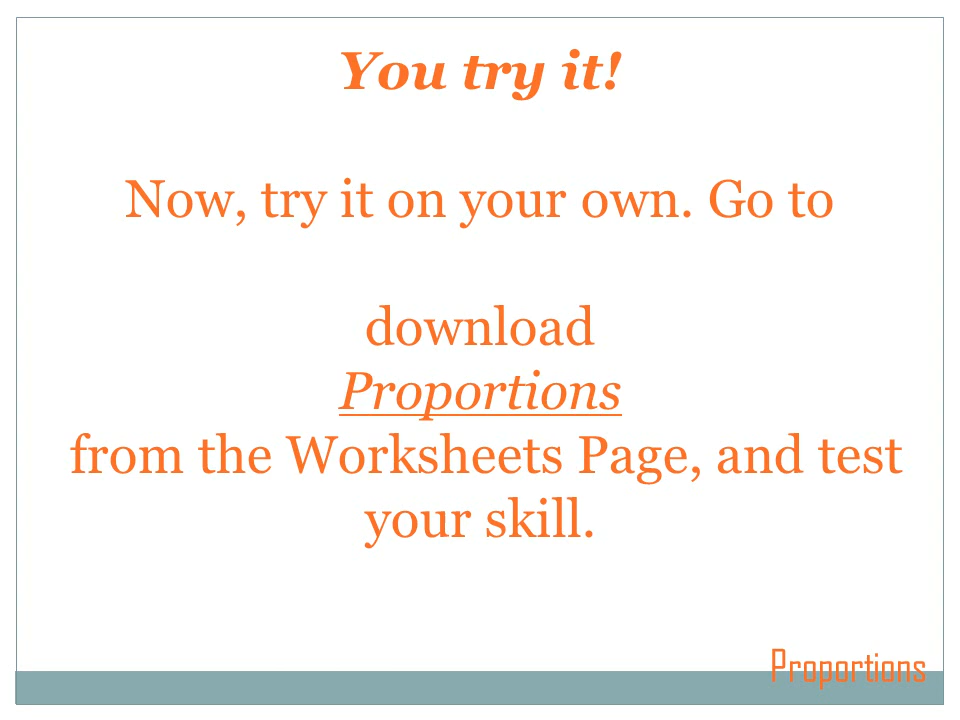 You try it!
Now, try it on your own. Go to
download
Proportions
from the Worksheets Page, and test
your skill.
Proportions